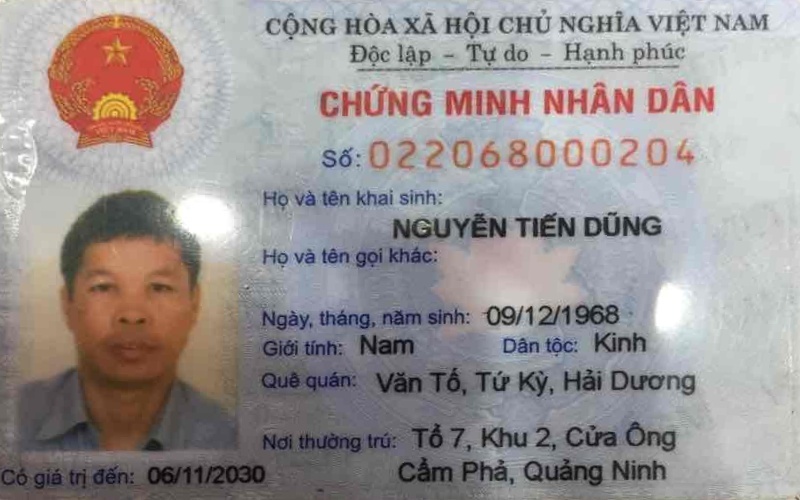 CỘNG HÒA XÃ HỘI CHỦ NGHĨA VIỆT NAM
Độc lập - Tự do - Hạnh phúc
CHỨNG MINH NHÂN DÂN
Số: 022068000204
Họ và tên khai sinh:
NGUYỄN TIẾN DŨNG
Họ và tên gọi khác:
Ngày, tháng, năm sinh: 09/12/1968
Giới tính: Nam Dân tộc: Kinh
Quê quán: Văn Tố, Tứ Kỳ, Hải Dương
Nơi thường trú: Tổ 7, Khu 2, Cửa Ông
Cẩm Phả, Quảng Ninh
Có giá trị đến: 06/11/2030
VIỆT NAM